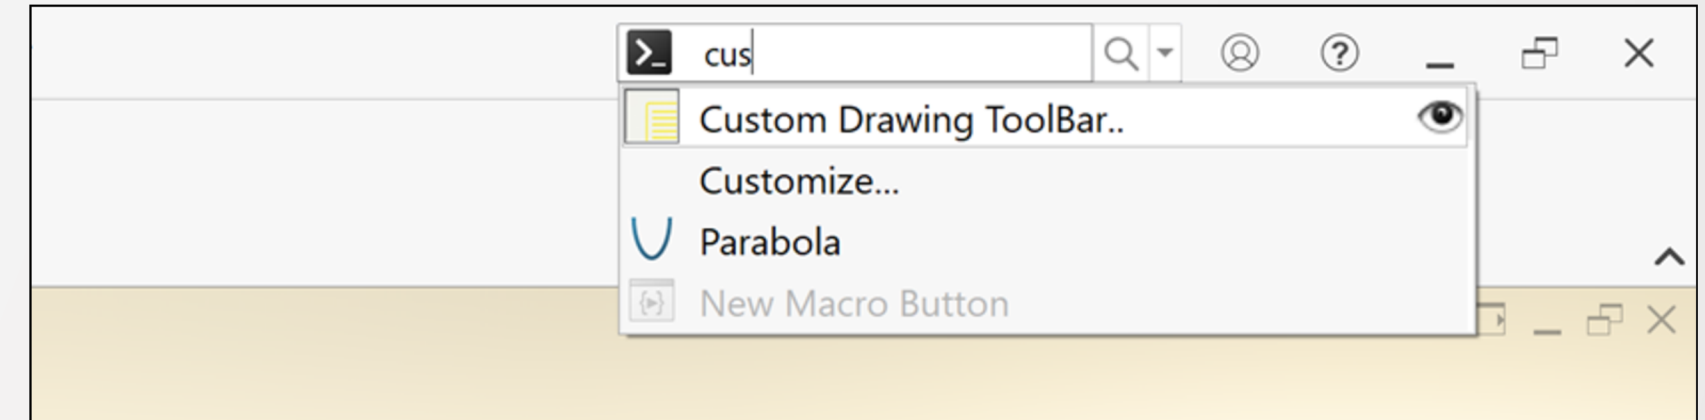 cus
Custom Drawing ToolBar..
Customize...
Parabola
New Macro Button